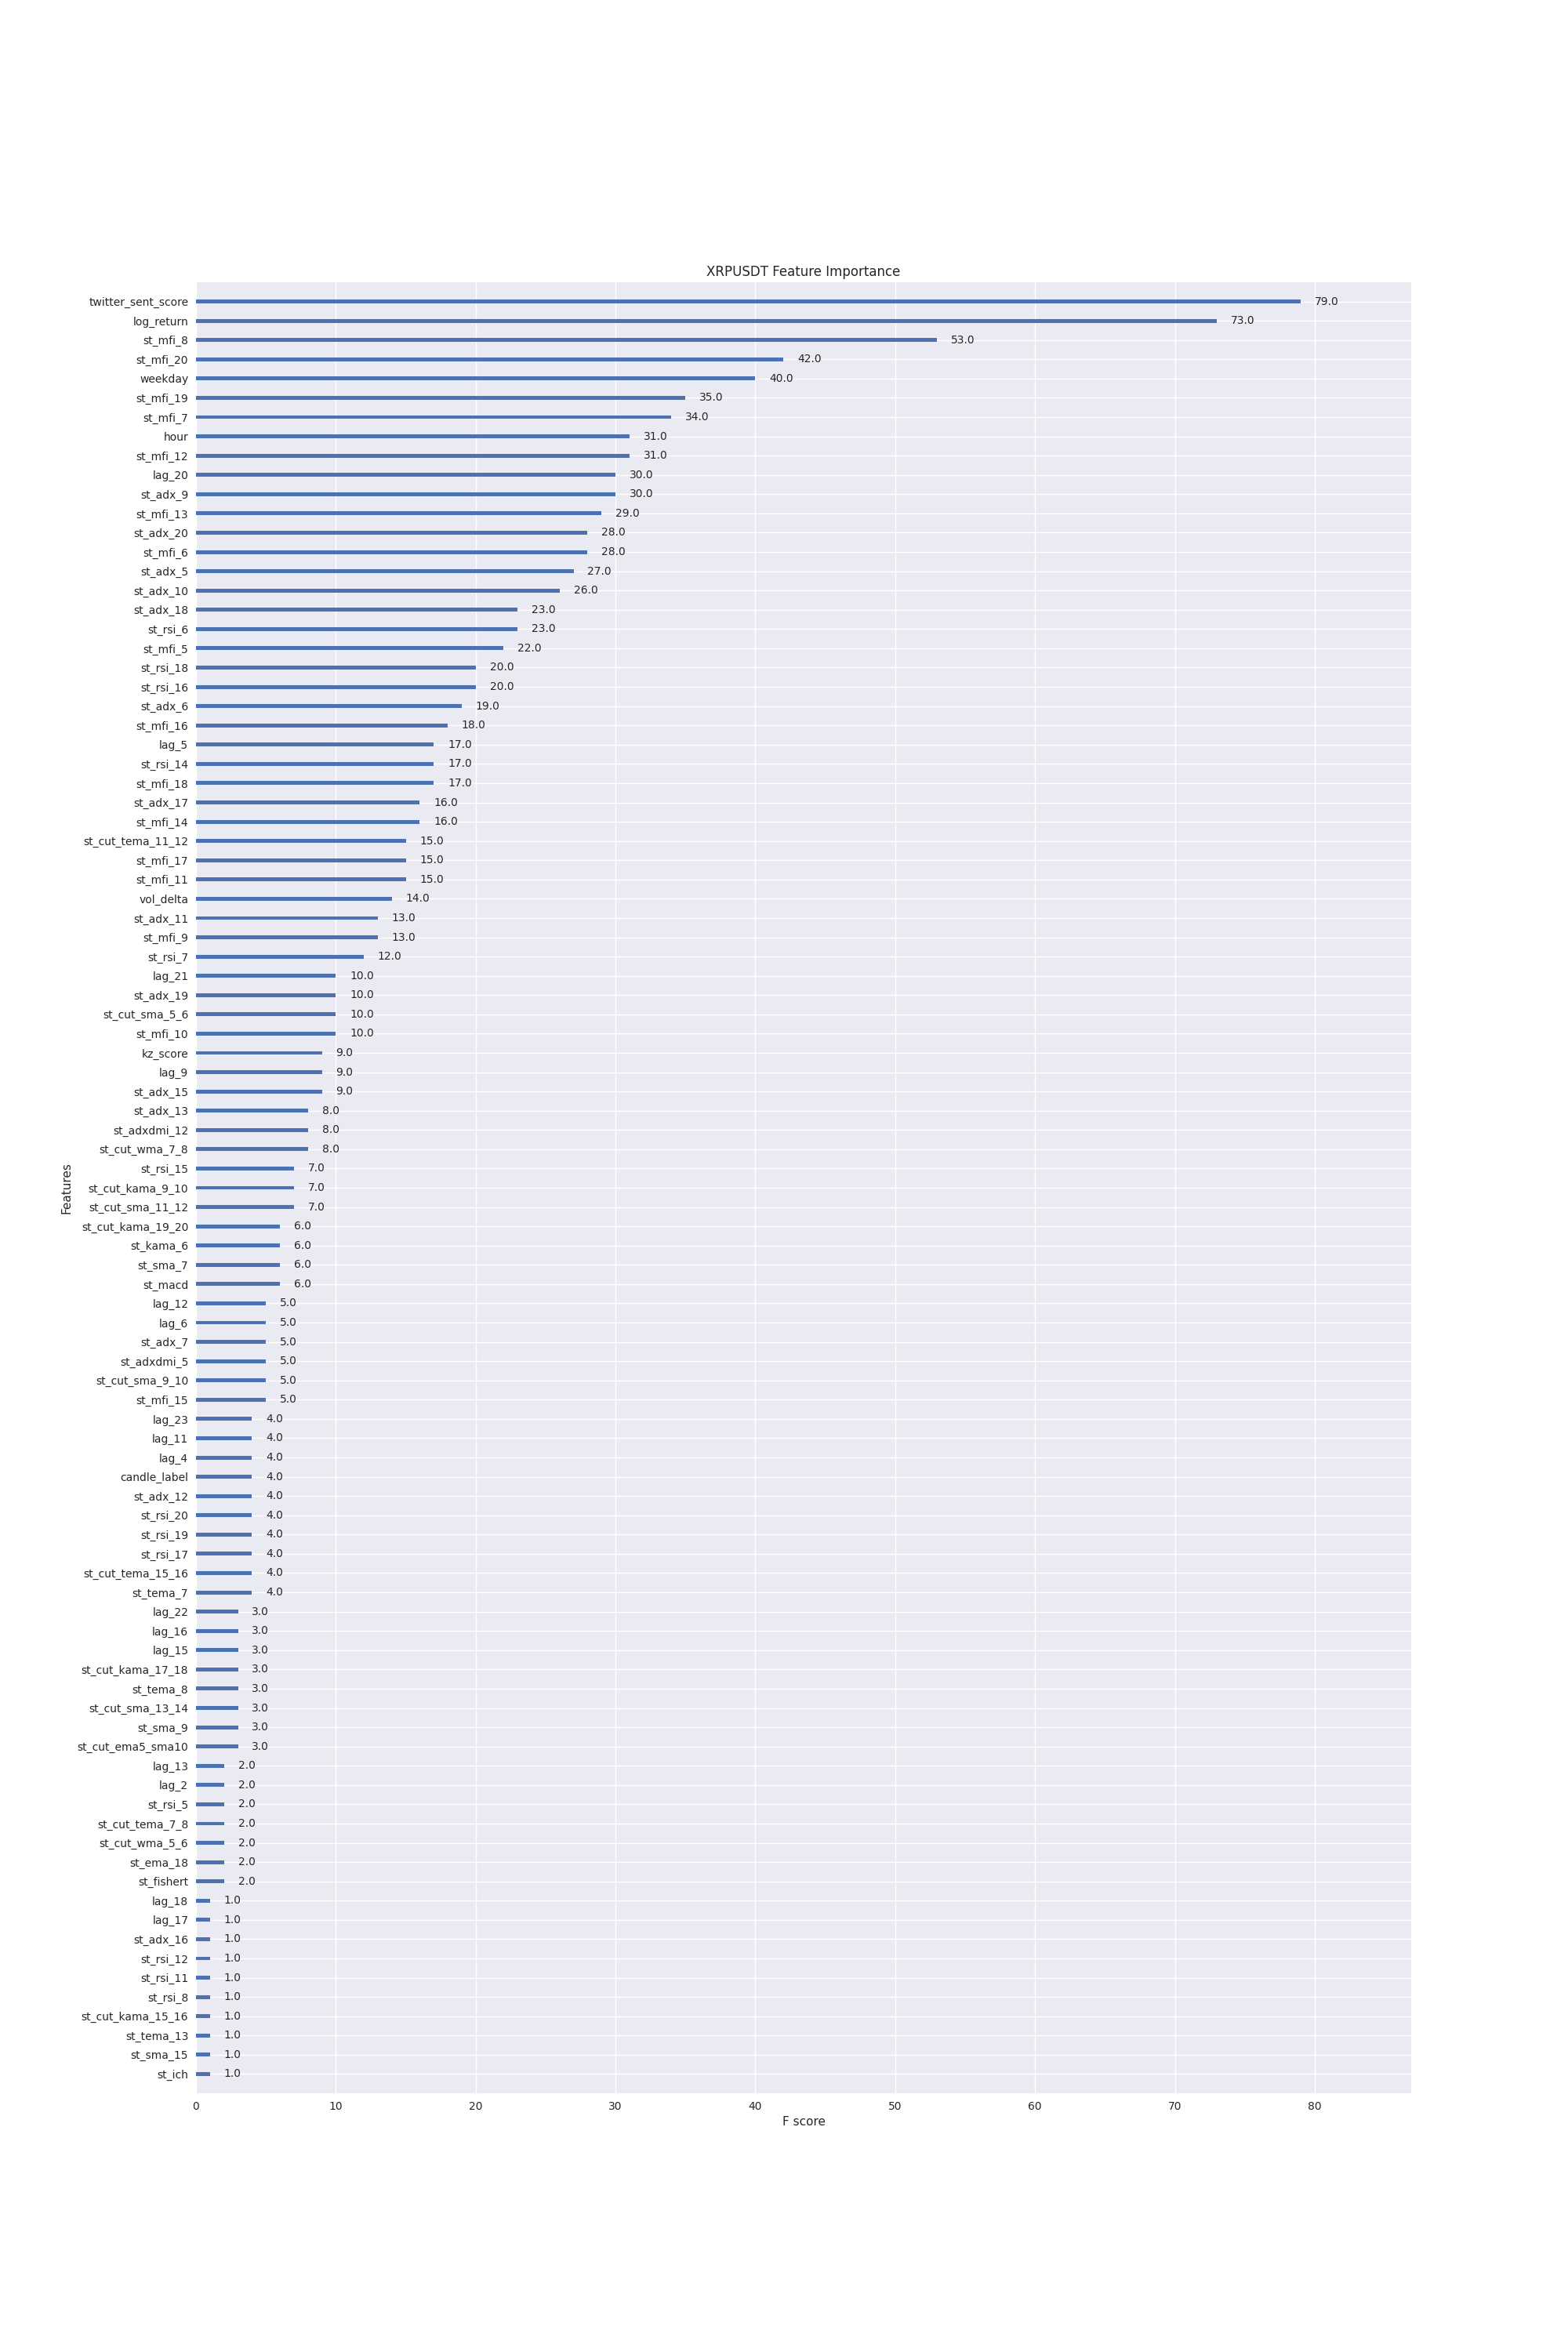 XRPUSDT Feature Importance
twitter_sent_score 79.0
log_return 73.0
st_mfi_8 53.0
st_mfi_20 42.0
weekday 40.0
st_mfi_19 35.0
st_mfi_7 34.0
hour 31.0
st_mfi_12 31.0
lag_20 30.0
st_adx_9 30.0
st_mfi_13 29.0
st_adx_20 28.0
st_mfi_6 28.0
st_adx_5 27.0
st_adx_10 26.0
st_adx_18 23.0
st_rsi_6 23.0
st_mfi_5 22.0
st_rsi_18 20.0
st_rsi_16 20.0
st_adx_6 19.0
st_mfi_16 18.0
lag_5 17.0
st_rsi_14 17.0
st_mfi_18 17.0
st_adx_17 16.0
st_mfi_14 16.0
st_cut_tema_11_12 15.0
st_mfi_17 15.0
st_mfi_11 15.0
vol_delta 14.0
st_adx_11 13.0
st_mfi_9 13.0
st_rsi_7 12.0
lag_21 10.0
st_adx_19 10.0
st_cut_sma_5_6 10.0
st_mfi_10 10.0
kz_score 9.0
lag_9 9.0
st_adx_15 9.0
st_adx_13 8.0
st_adxdmi_12 8.0
st_cut_wma_7_8 8.0
st_rsi_15 7.0
st_cut_kama_9_10 7.0
st_cut_sma_11_12 7.0
st_cut_kama_19_20 6.0
st_kama_6 6.0
st_sma_7 6.0
st_macd 6.0
lag_12 5.0
lag_6 5.0
st_adx_7 5.0
st_adxdmi_5 5.0
st_cut_sma_9_10 5.0
st_mfi_15 5.0
lag_23 4.0
lag_11 4.0
lag_4 4.0
candle_label 4.0
st_adx_12 4.0
st_rsi_20 4.0
st_rsi_19 4.0
st_rsi_17 4.0
st_cut_tema_15_16 4.0
st_tema_7 4.0
lag_22 3.0
lag_16 3.0
lag_15 3.0
st_cut_kama_17_18 3.0
st_tema_8 3.0
st_cut_sma_13_14 3.0
st_sma_9 3.0
st_cut_ema5_sma10 3.0
lag_13 2.0
lag_2 2.0
st_rsi_5 2.0
st_cut_tema_7_8 2.0
st_cut_wma_5_6 2.0
st_ema_18 2.0
st_fishert 2.0
lag_18 1.0
lag_17 1.0
st_adx_16 1.0
st_rsi_12 1.0
st_rsi_11 1.0
st_rsi_8 1.0
st_cut_kama_15_16 1.0
st_tema_13 1.0
st_sma_15 1.0
st_ich 1.0
Features
0 10 20 30 40 50 60 70 80
F score